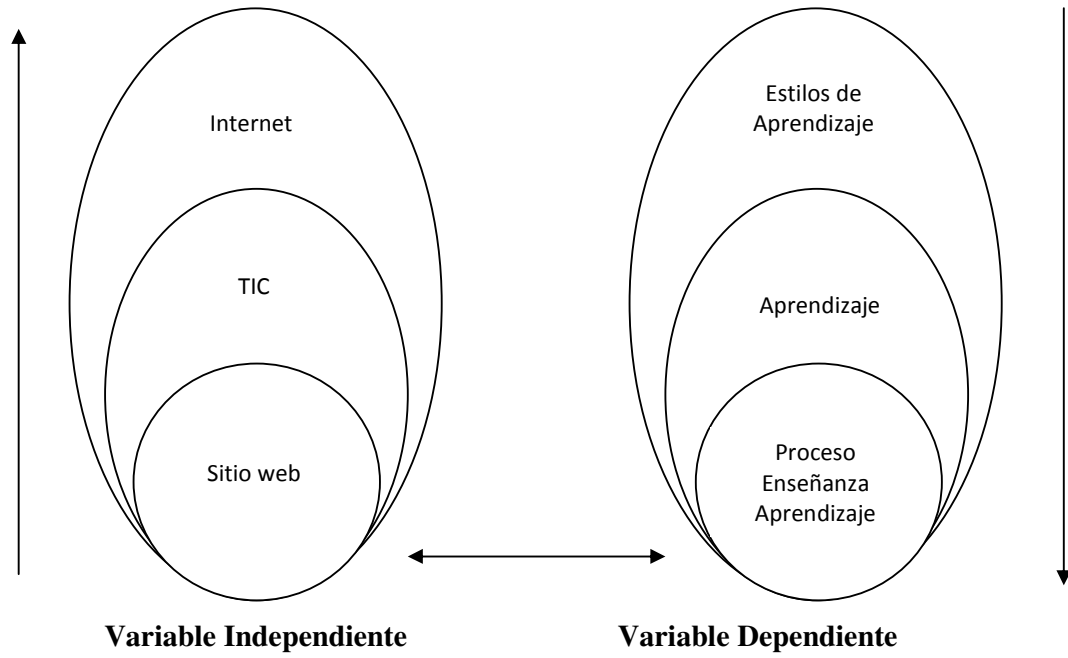 Internet
TIC
Sitio web
Variable Independiente
Estilos de
Aprendizaje
Aprendizaje
Proceso
Enseñanza
Aprendizaje
Variable Dependiente